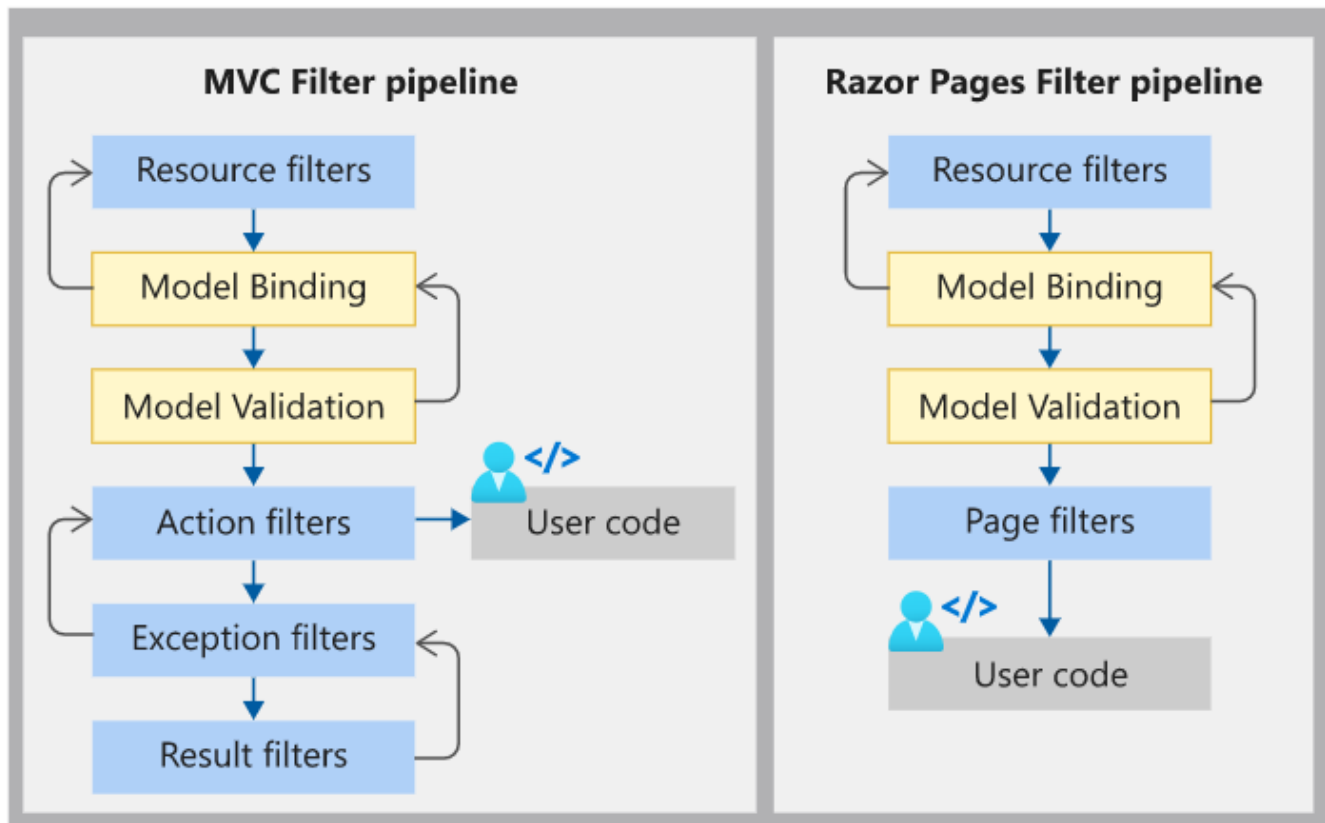 MVC Filter pipeline
Resource filters
Model Binding
Model Validation
Action filters
</>
User code
Exception filters
Result filters
Razor Pages Filter pipeline
Resource filters
Model Binding
Model Validation
Page filters
</>
User code